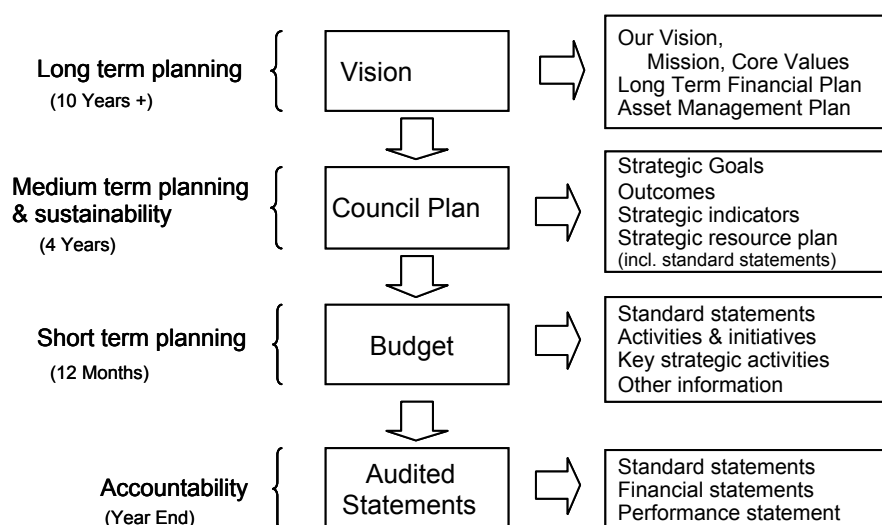 Long term planning
(10 Years +)
Vision
Our Vision,
Mission, Core Values
Long Term Financial Plan
Asset Management Plan
Medium term planning
& sustainability
(4 Years)
Council Plan
Strategic Goals
Outcomes
Strategic indicators
Strategic resource plan
(incl. standard statements)
Short term planning
(12 Months)
Budget
Standard statements
Activities & initiatives
Key strategic activities
Other information
Accountability
(Year End)
Audited
Statements
Standard statements
Financial statements
Performance statement